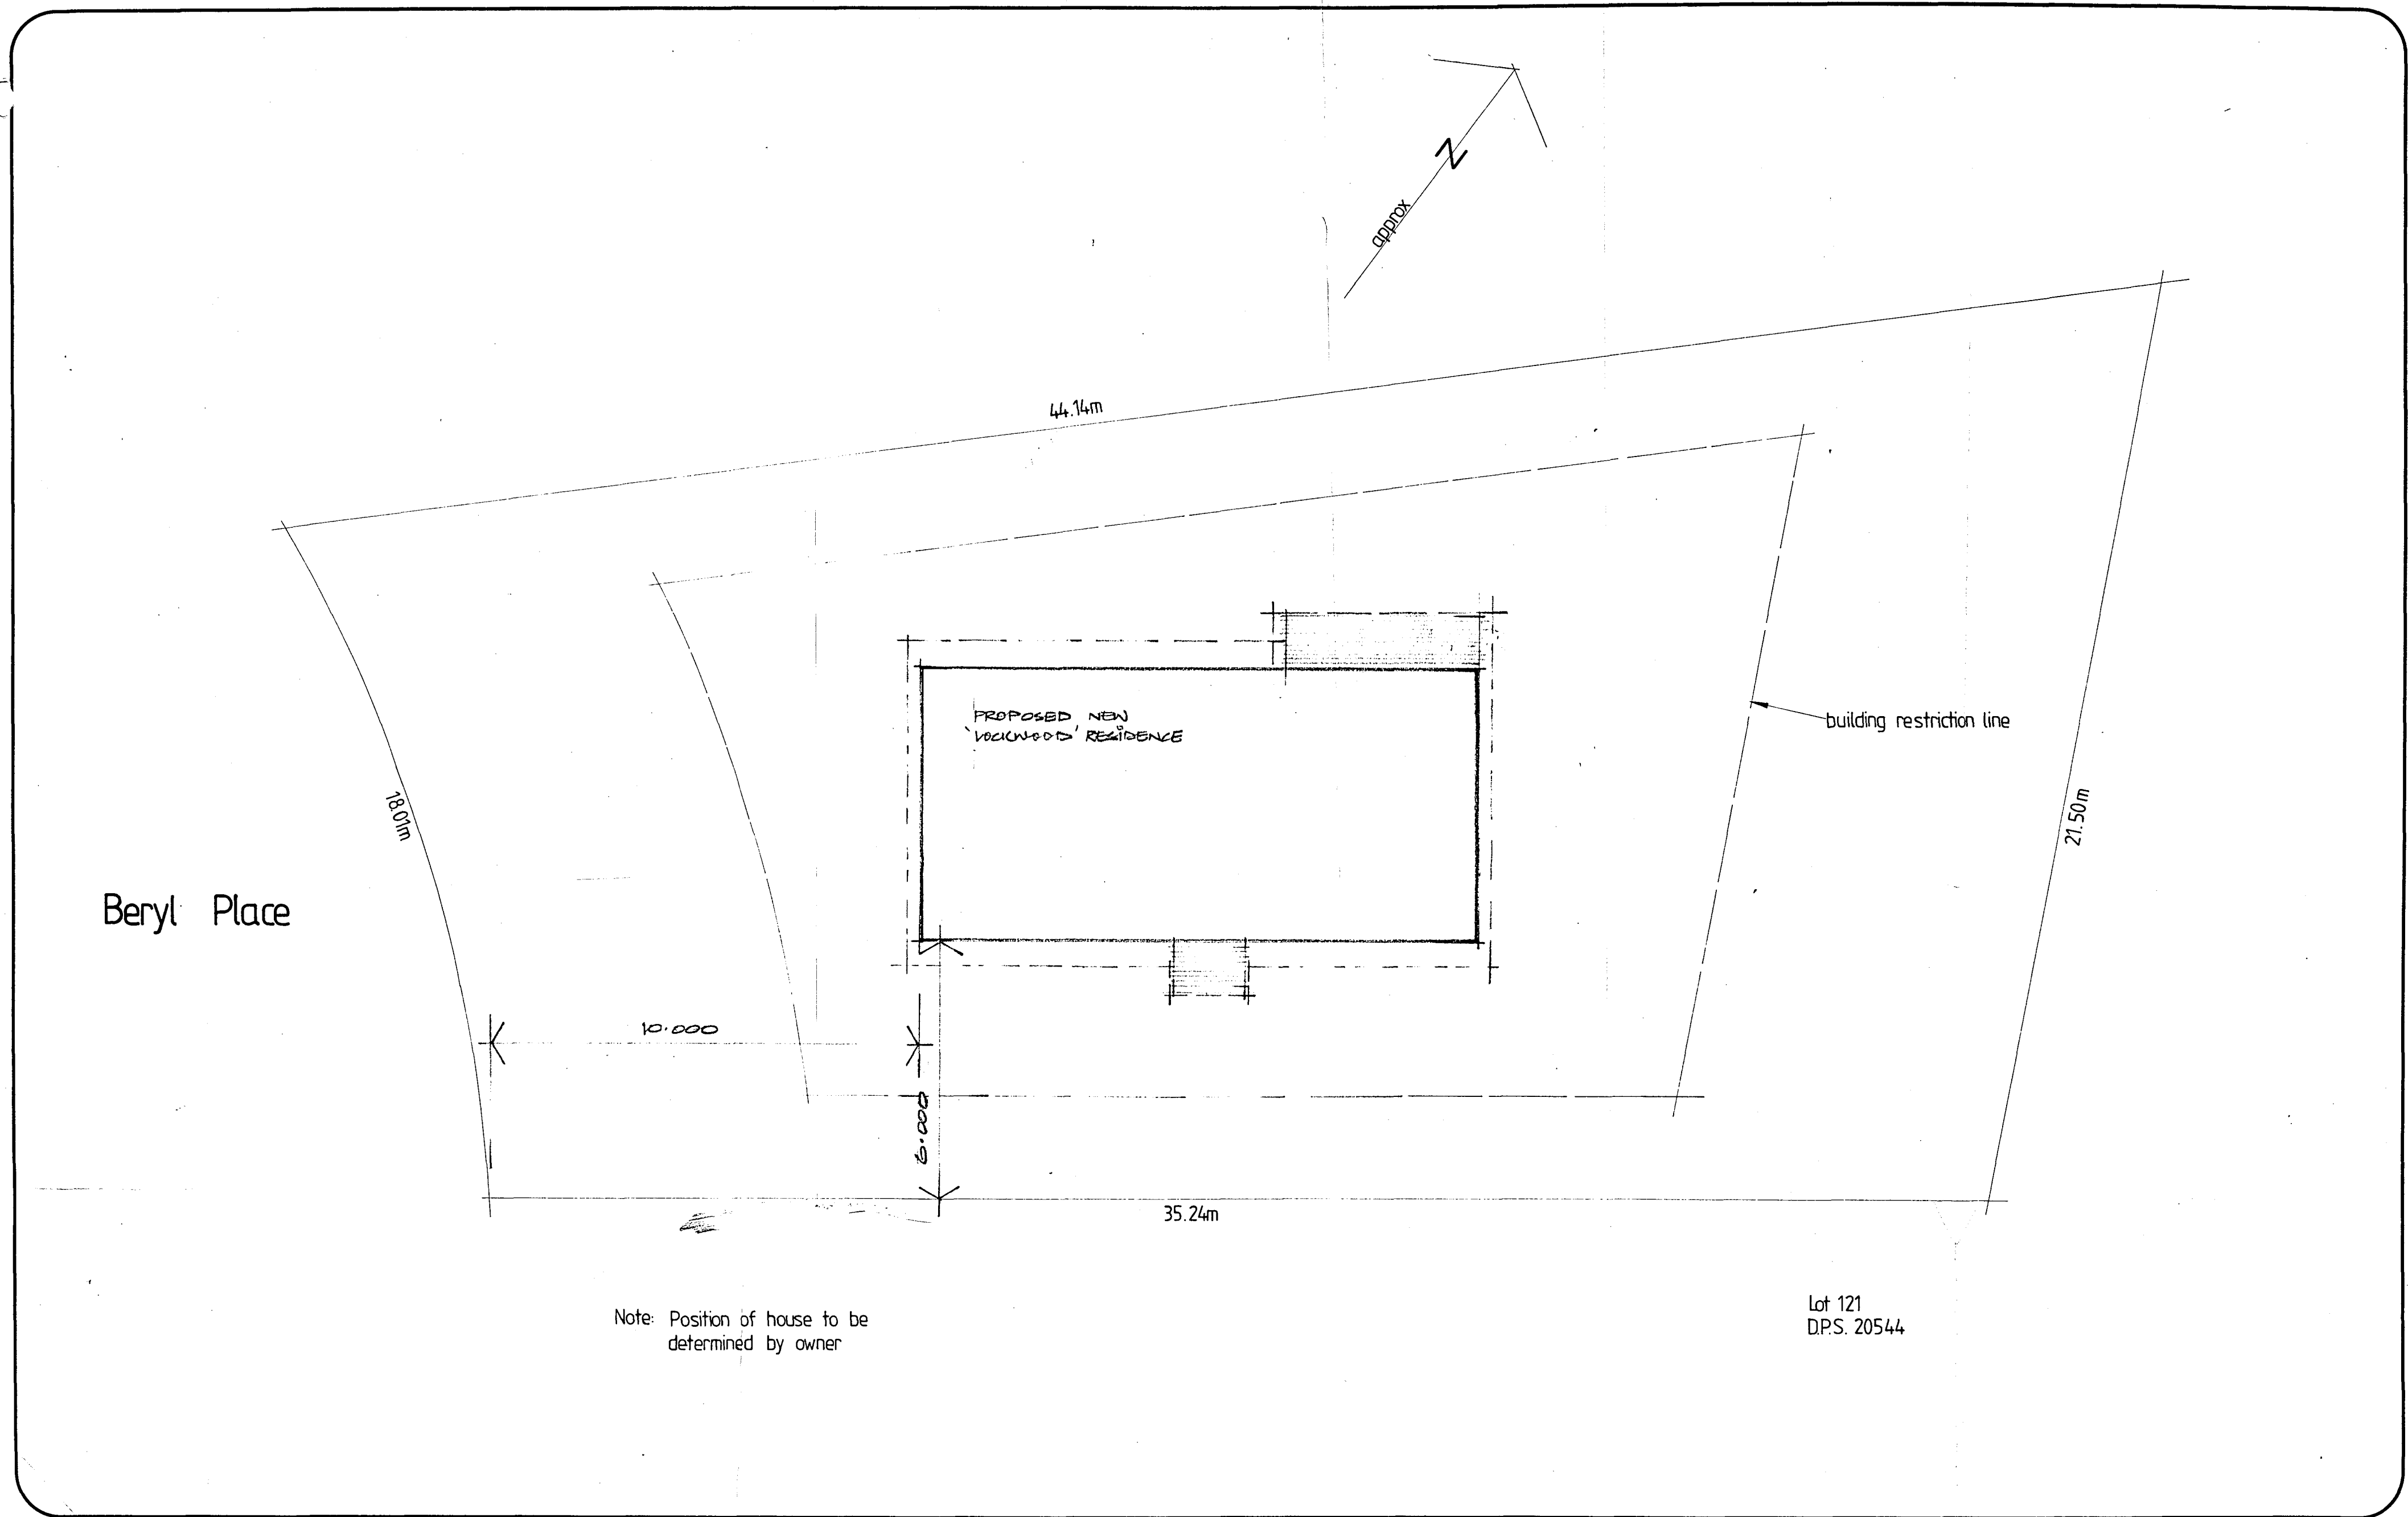 N
approx
44.14m
PROPOSED NEW
'LOCKWOOD' RESIDENCE
building restriction line
18.01m
21.50m
Beryl Place
10.000
6.000
35.24m
Note: Position of house to be
determined by owner
Lot 121
D.P.S. 20544